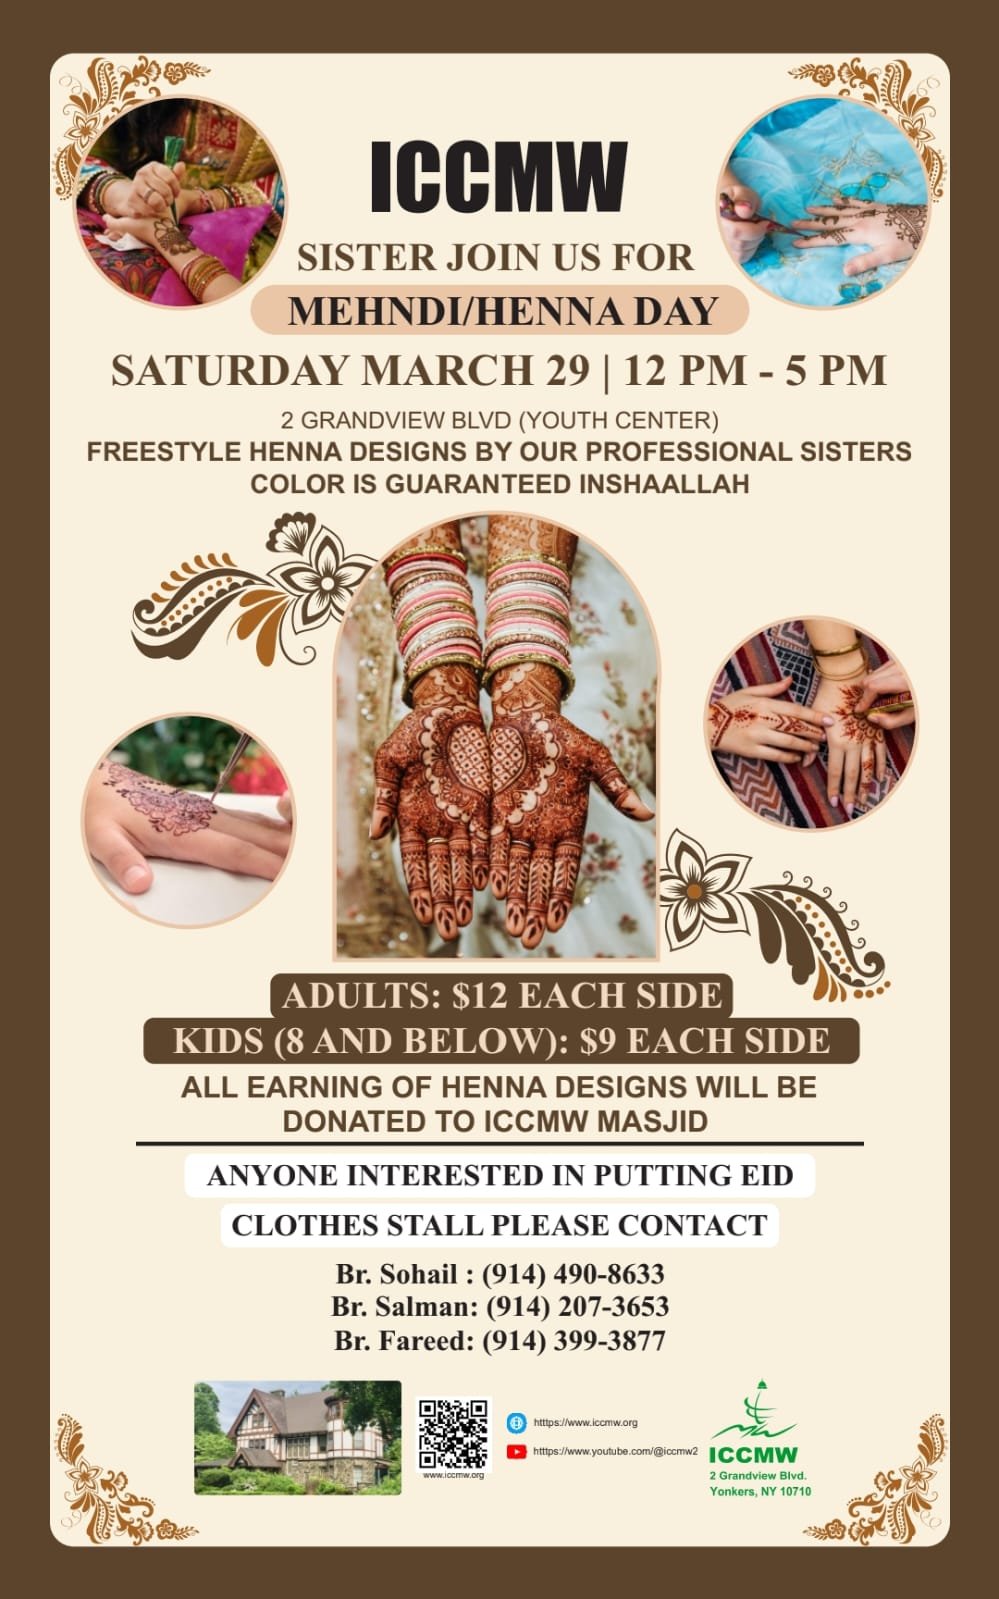 ICCMW
SISTER JOIN US FOR
MEHNDI/HENNA DAY
SATURDAY MARCH 29 | 12 PM - 5 PM
2 GRANDVIEW BLVD (YOUTH CENTER)
FREESTYLE HENNA DESIGNS BY OUR PROFESSIONAL SISTERS
COLOR IS GUARANTEED INSHAALLAH
ADULTS: $12 EACH SIDE
KIDS (8 AND BELOW): $9 EACH SIDE
ALL EARNING OF HENNA DESIGNS WILL BE
DONATED TO ICCMW MASJID
ANYONE INTERESTED IN PUTTING EID
CLOTHES STALL PLEASE CONTACT
Br. Sohail : (914) 490-8633
Br. Salman: (914) 207-3653
Br. Fareed: (914) 399-3877
www.iccmw.org
https://www.iccmw.org
https://www.youtube.com/@iccmw2
ICCMW
2 Grandview Blvd.
Yonkers, NY 10710